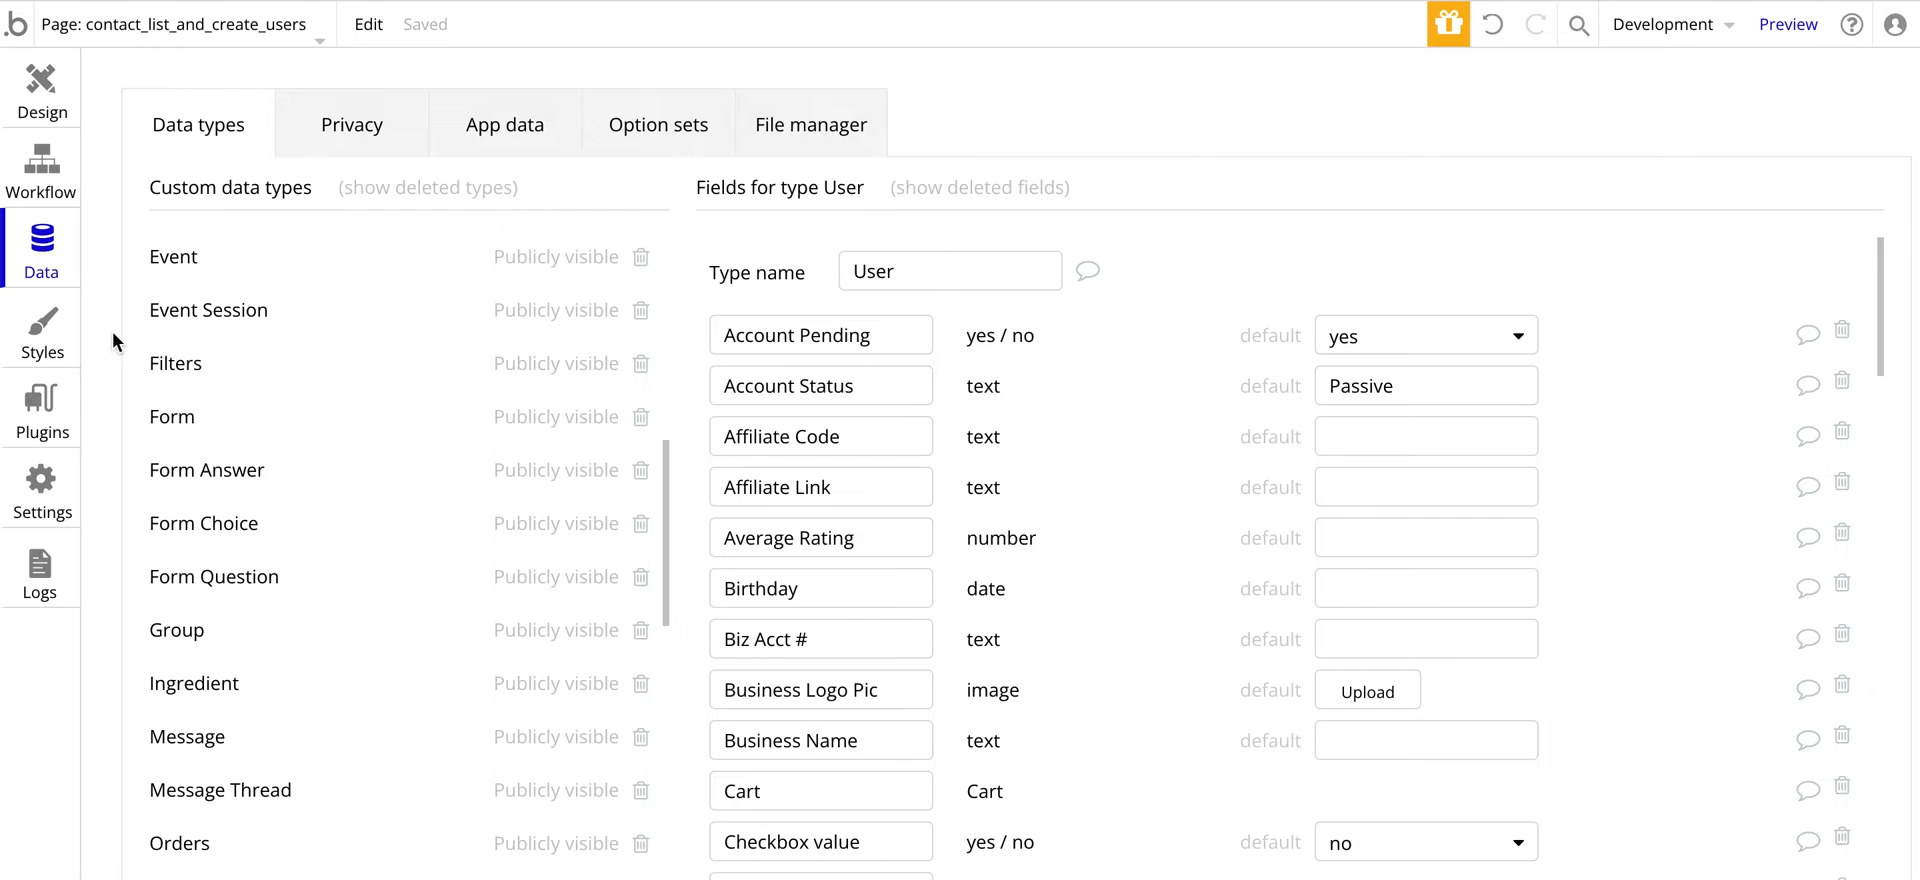 .b
Page: contact_list_and_create_users
Edit
Saved
Development
Preview
?
Design
Workflow
Data
Styles
Plugins
Settings
Logs
Data types
Privacy
App data
Option sets
File manager
Custom data types
(show deleted types)
Event
Publicly visible
Event Session
Publicly visible
Filters
Publicly visible
Form
Publicly visible
Form Answer
Publicly visible
Form Choice
Publicly visible
Form Question
Publicly visible
Group
Publicly visible
Ingredient
Publicly visible
Message
Publicly visible
Message Thread
Publicly visible
Orders
Publicly visible
Fields for type User
(show deleted fields)
Type name
User
Account Pending
yes / no
default
yes
Account Status
text
default
Passive
Affiliate Code
text
default
Affiliate Link
text
default
Average Rating
number
default
Birthday
date
default
Biz Acct #
text
default
Business Logo Pic
image
default
Upload
Business Name
text
default
Cart
Cart
Checkbox value
yes / no
default
no